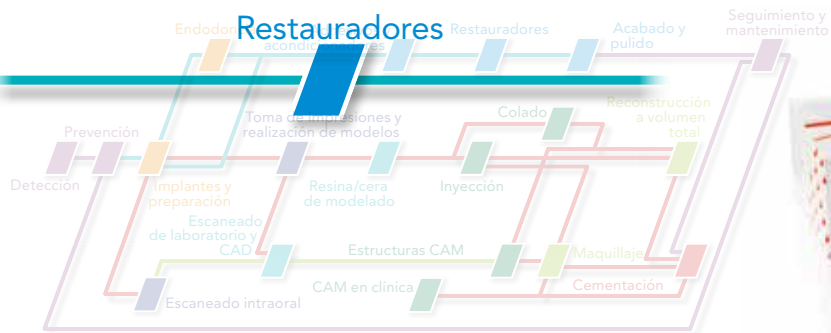 Restauradores
Seguimiento y
mantenimiento
Restauradores
Acabado y
pulido
acondicionadores
Toma de impresiones y
realización de modelos
Colado
Reconstrucción
a volumen
total
Prevención
Detección
Implantes y
preparación
Resina/cera
de modelado
Inyección
Escaneado
de laboratorio y
CAD
Estructuras CAM
Maquillaje
CAM en clínica
Cementación
Escaneado intraoral